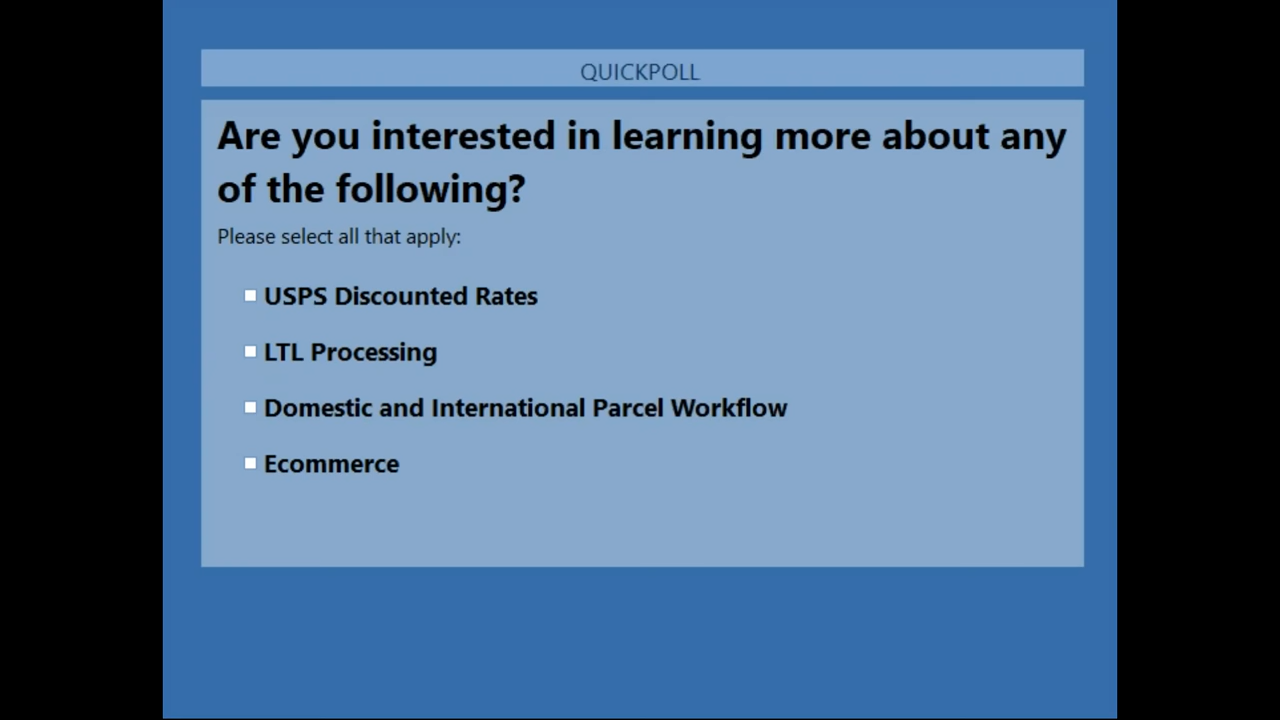 QUICKPOLL
Are you interested in learning more about any
of the following?
Please select all that apply:
USPS Discounted Rates
LTL Processing
Domestic and International Parcel Workflow
Ecommerce